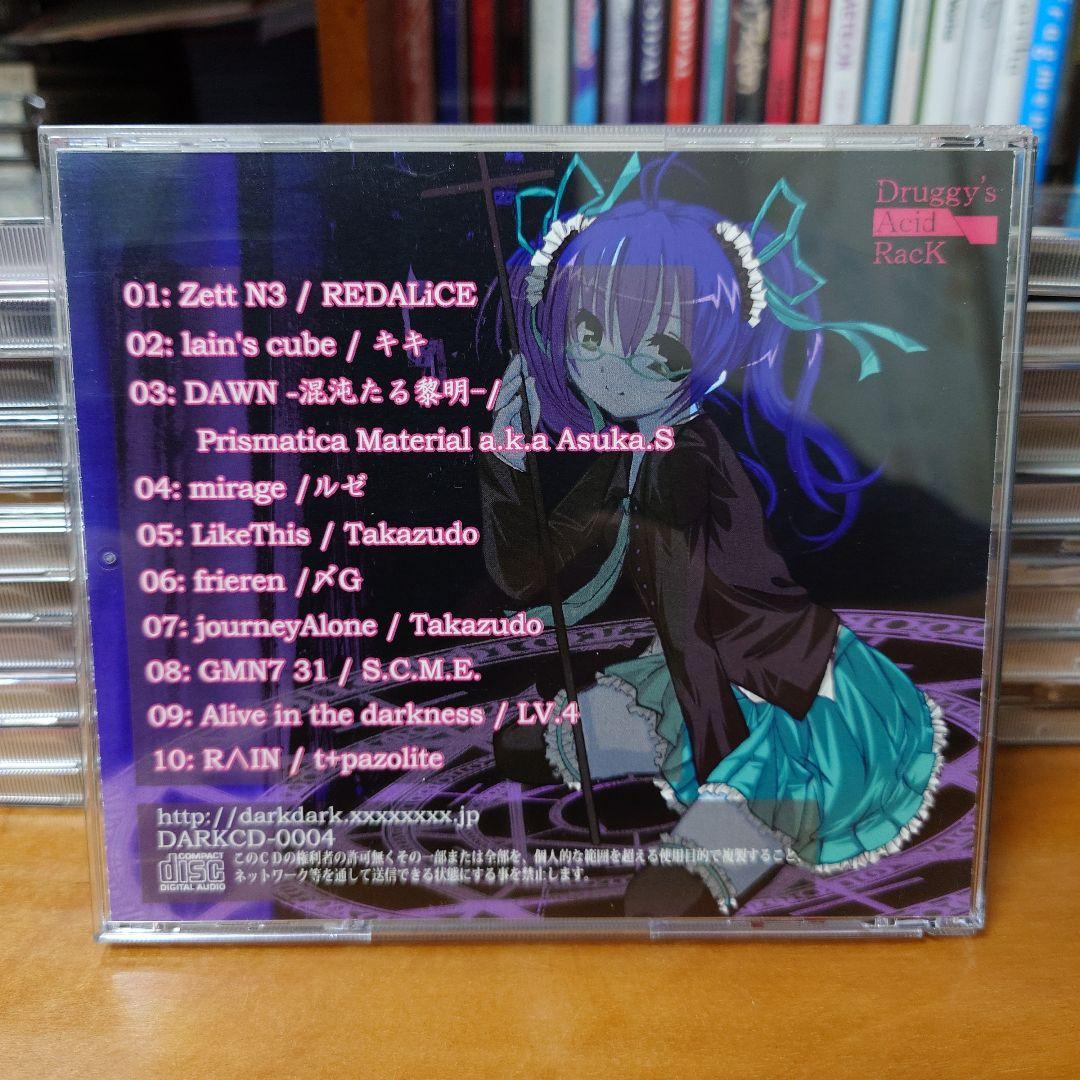 METEOR
Druggy's
Acid
RacK
01: Zett N3 / REDALiCE
02: lain's cube / キキ
03: DAWN -混沌たる黎明-/
Prismatica Material a.k.a Asuka.S
04: mirage /ルゼ
05: LikeThis / Takazudo
06: frieren /〆G
07: journeyAlone / Takazudo
08: GMN7 31 / S.C.M.E.
09: Alive in the darkness / LV.4
10: R∧IN / t+pazolite
http://darkdark.xxxxxxxx.jp
DARKCD-0004
COMPACT
disc
DIGITAL AUDIO
このCDの権利者の許可無くその一部または全部を、個人的な範囲を超える使用目的で複製すること、
ネットワーク等を通して送信できる状態にする事を禁止します。